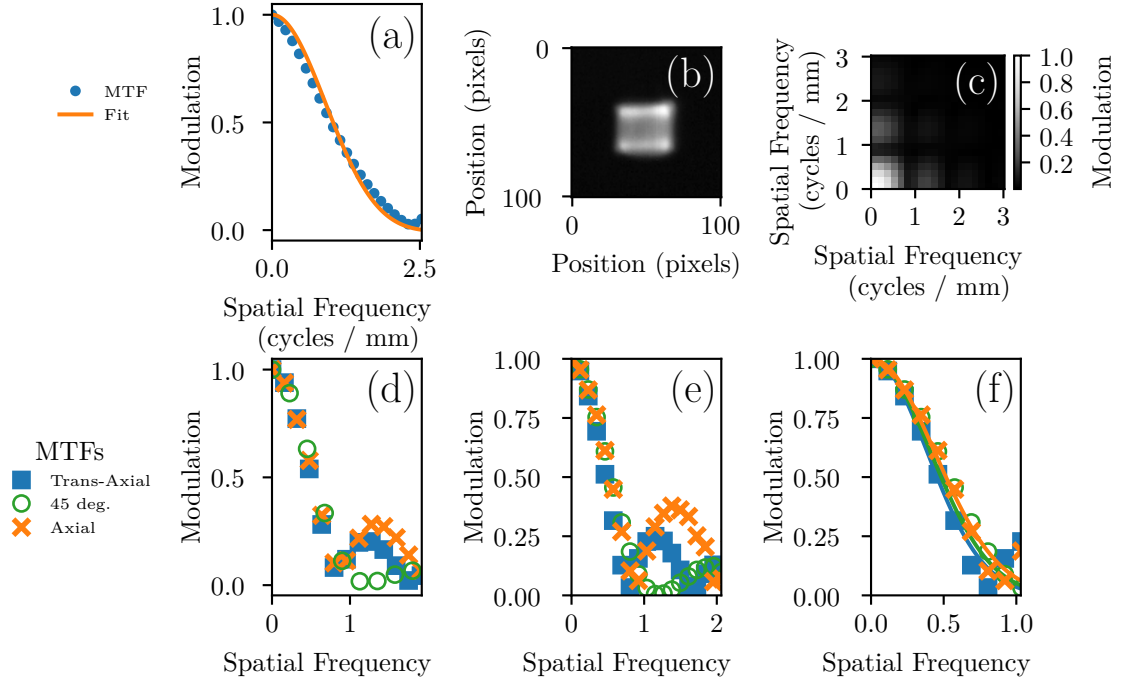 MTF
Fit
1.0
0.5
0.0
Modulation
(a)
0.0 2.5
Spatial Frequency
(cycles / mm)
0
100
Position (pixels)
(b)
0 100
Position (pixels)
3
2
1
0
Spatial Frequency
(cycles / mm)
(c)
0 1 2 3
Spatial Frequency
(cycles / mm)
1.0
0.8
0.6
0.4
0.2
Modulation
MTFs
Trans-Axial
45 deg.
Axial
1.0
0.5
0.0
Modulation
(d)
1
Spatial Frequency
1.00
0.75
0.50
0.25
0.00
Modulation
(e)
0 1 2
Spatial Frequency
1.00
0.75
0.50
0.25
0.00
Modulation
(f)
0.0 0.5 1.0
Spatial Frequency